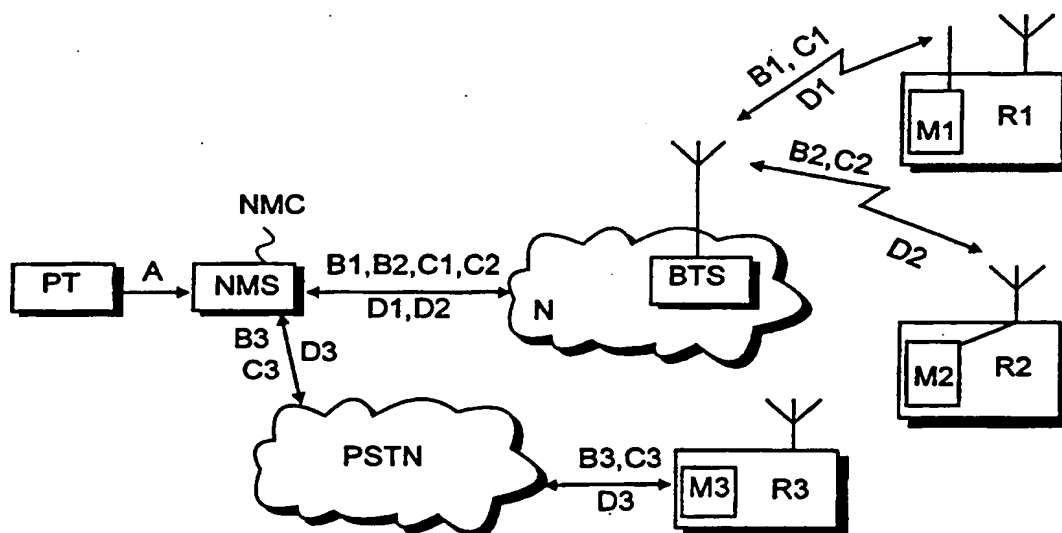 B1, C1
D1
M1
R1
B2,C2
D2
NMC
PT
A
NMS
B1,B2,C1,C2
D1,D2
N
BTS
M2
R2
B3
C3
D3
PSTN
B3,C3
D3
M3
R3